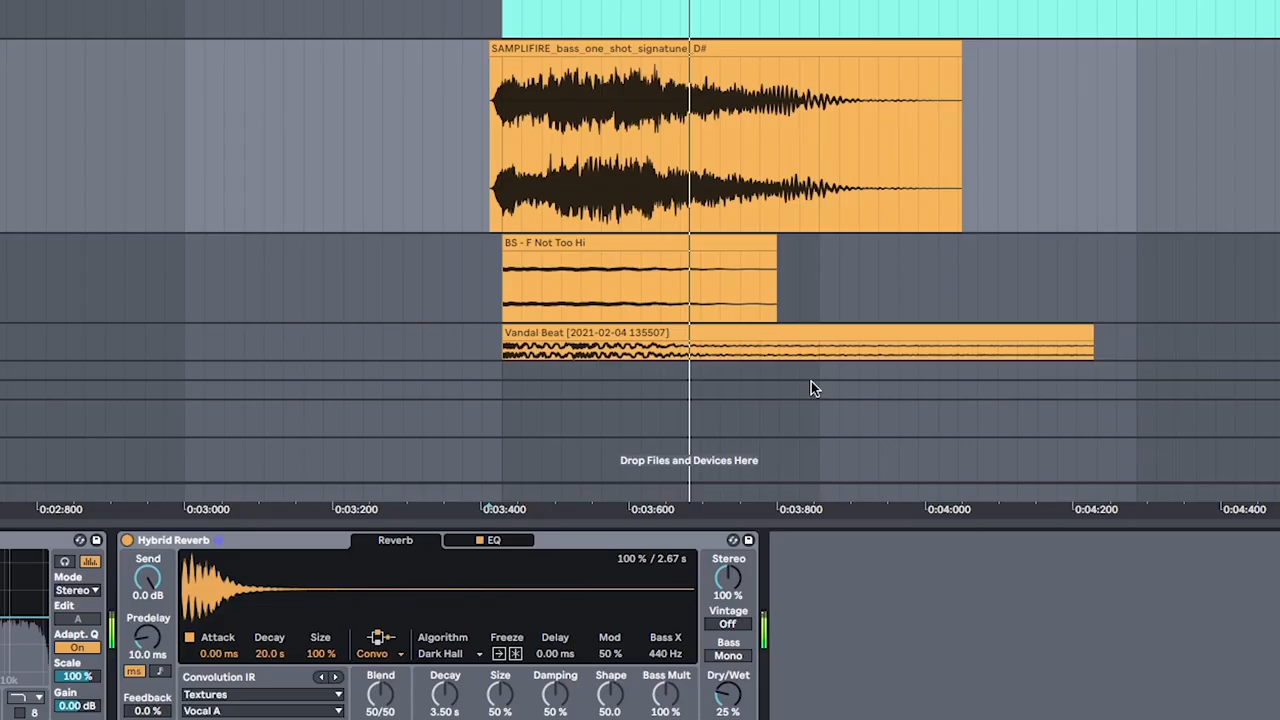 SAMPLIFIRE_bass_one_shot_signature_D#
BS - F Not Too Hi
Vandal Beat [2021-02-04 135507]
Drop Files and Devices Here
0:02:800 0:03:000 0:03:200 0:03:400 0:03:600 0:03:800 0:04:000 0:04:200 0:04:400
Hybrid Reverb Reverb EQ
Mode
Stereo
Edit
A
Adapt. Q
On
Scale
100 %
Gain
0.00 dB
10k
8
Send
0.0 dB
Predelay
10.0 ms
ms
Feedback
0.0 %
100 % / 2.67 s
Attack Decay Size Algorithm Freeze Delay Mod Bass X
0.00 ms 20.0 s 100 % Convo Dark Hall 0.00 ms 50 % 440 Hz
Convolution IR
Textures
Vocal A
Blend Decay Size Damping Shape Bass Mult
50/50 3.50 s 50 % 50 % 50.0 100 %
Stereo
100 %
Vintage
Off
Bass
Mono
Dry/Wet
25 %